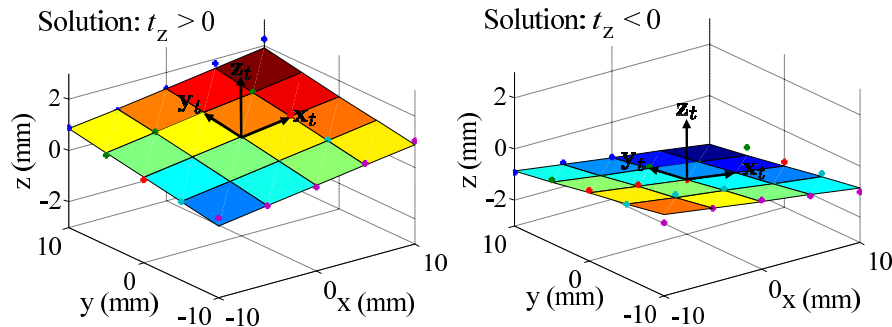 Solution: t_z > 0
z_t
y_t
x_t
2
0
-2
z (mm)
10
0
-10
y (mm)
-10
0
10
x (mm)
Solution: t_z < 0
z_t
y_t
x_t
2
0
-2
z (mm)
10
0
-10
y (mm)
-10
0
10
x (mm)